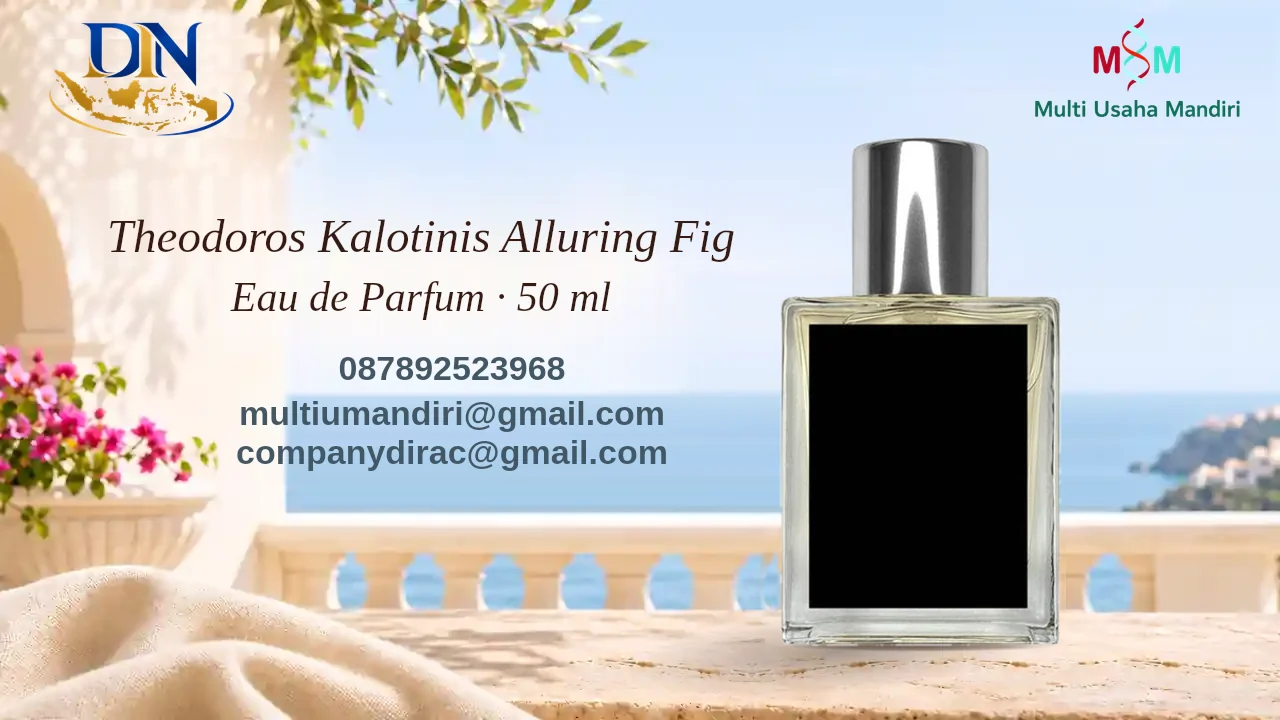 DIN
MSM
Multi Usaha Mandiri
Theodoros Kalotinis Alluring Fig
Eau de Parfum · 50 ml
087892523968
multiumandiri@gmail.com
companydirac@gmail.com